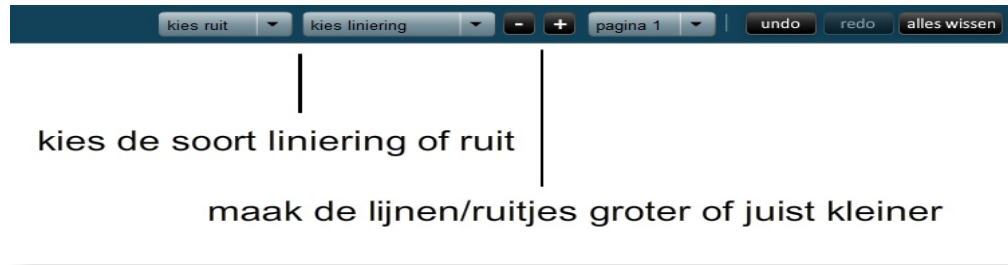 kies ruit kies liniering - + pagina 1 undo redo alles wissen
kies de soort liniering of ruit
maak de lijnen/ruitjes groter of juist kleiner